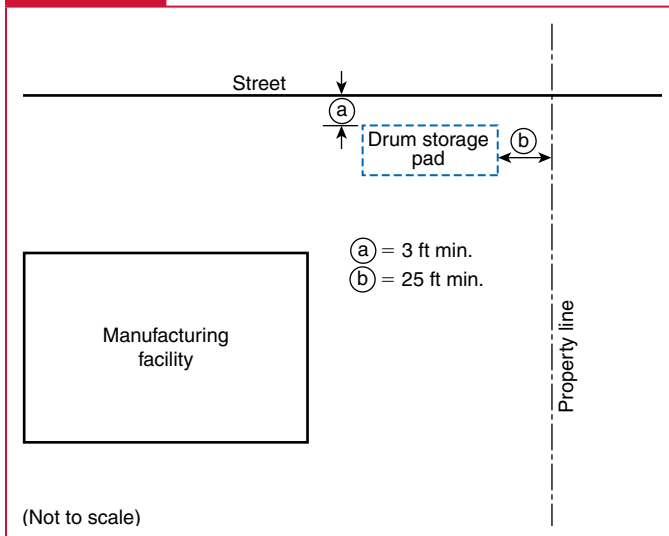 Street
a
Drum storage
pad
b
a = 3 ft min.
b = 25 ft min.
Manufacturing
facility
Property line
(Not to scale)